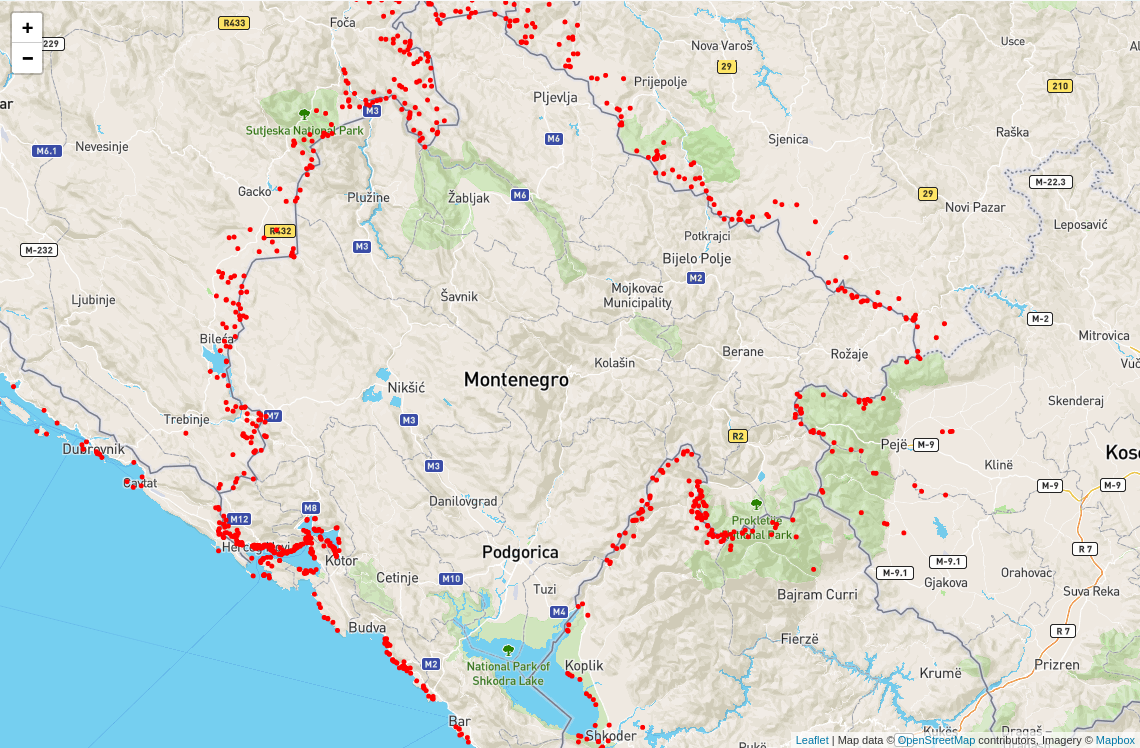 +
−
229
R433
Foča
Nova Varoš
Usce
29
Prijepolje
210
Pljevlja
M3
Sutjeska National Park
M6
Sjenica
Raška
Nevesinje
M6.1
Gacko
Plužine
Žabljak
M6
M-22.3
29
Novi Pazar
Leposavić
R432
M3
Potkrajci
Bijelo Polje
M-232
M2
Mojkovac
Municipality
Ljubinje
Šavnik
M-2
Mitrovica
Bileća
Kolašin
Berane
Rožaje
Montenegro
Nikšić
Skenderaj
Trebinje
M7
M3
R2
Pejë
M-9
Dubrovnik
M3
Klinë
Cavtat
M-9
M-9
Danilovgrad
M8
M12
Prokletije
National Park
Herceg Novi
Kotor
Podgorica
R 7
M-9.1
M-9.1
Orahovac
Cetinje
M10
Tuzi
Gjakova
Bajram Curri
Suva Reka
M4
Budva
R 7
Fierzë
M2
National Park of
Shkodra Lake
Koplik
Krumë
Prizren
Bar
Shkoder
Leaflet | Map data © OpenStreetMap contributors, Imagery © Mapbox